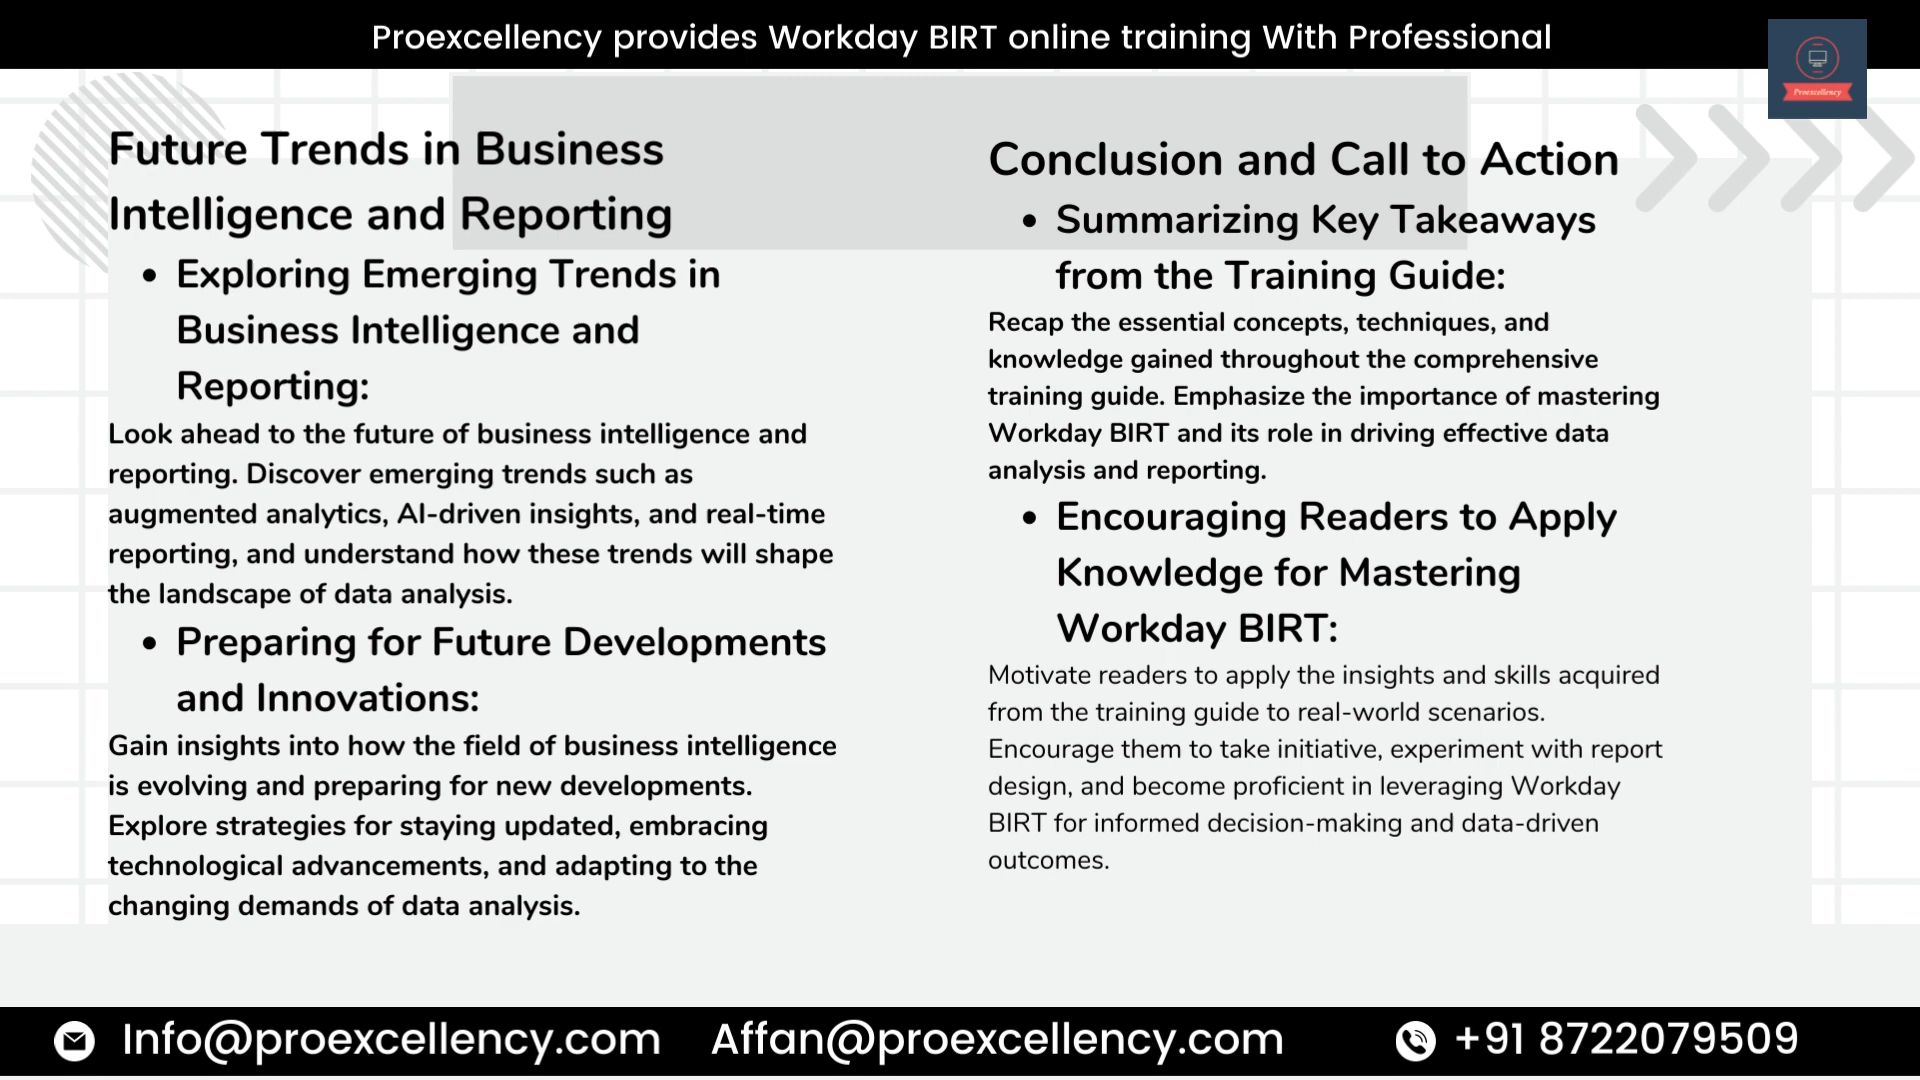 Proexcellency provides Workday BIRT online training With Professional
Proexcellency
Future Trends in Business
Intelligence and Reporting
• Exploring Emerging Trends in
Business Intelligence and
Reporting:
Look ahead to the future of business intelligence and
reporting. Discover emerging trends such as
augmented analytics, AI-driven insights, and real-time
reporting, and understand how these trends will shape
the landscape of data analysis.
• Preparing for Future Developments
and Innovations:
Gain insights into how the field of business intelligence
is evolving and preparing for new developments.
Explore strategies for staying updated, embracing
technological advancements, and adapting to the
changing demands of data analysis.
Conclusion and Call to Action
• Summarizing Key Takeaways
from the Training Guide:
Recap the essential concepts, techniques, and
knowledge gained throughout the comprehensive
training guide. Emphasize the importance of mastering
Workday BIRT and its role in driving effective data
analysis and reporting.
• Encouraging Readers to Apply
Knowledge for Mastering
Workday BIRT:
Motivate readers to apply the insights and skills acquired
from the training guide to real-world scenarios.
Encourage them to take initiative, experiment with report
design, and become proficient in leveraging Workday
BIRT for informed decision-making and data-driven
outcomes.
Info@proexcellency.com Affan@proexcellency.com +91 8722079509